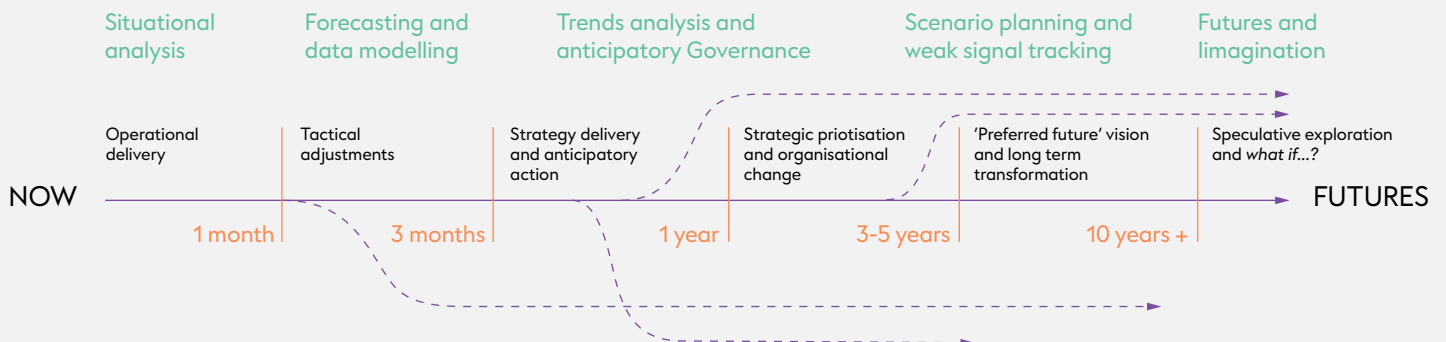 Situational
analysis
Forecasting and
data modelling
Trends analysis and
anticipatory Governance
Scenario planning and
weak signal tracking
Futures and
limagination
Operational
delivery
Tactical
adjustments
Strategy delivery
and anticipatory
action
Strategic priotisation
and organisational
change
'Preferred future' vision
and long term
transformation
Speculative exploration
and what if...?
NOW
FUTURES
1 month
3 months
1 year
3-5 years
10 years +